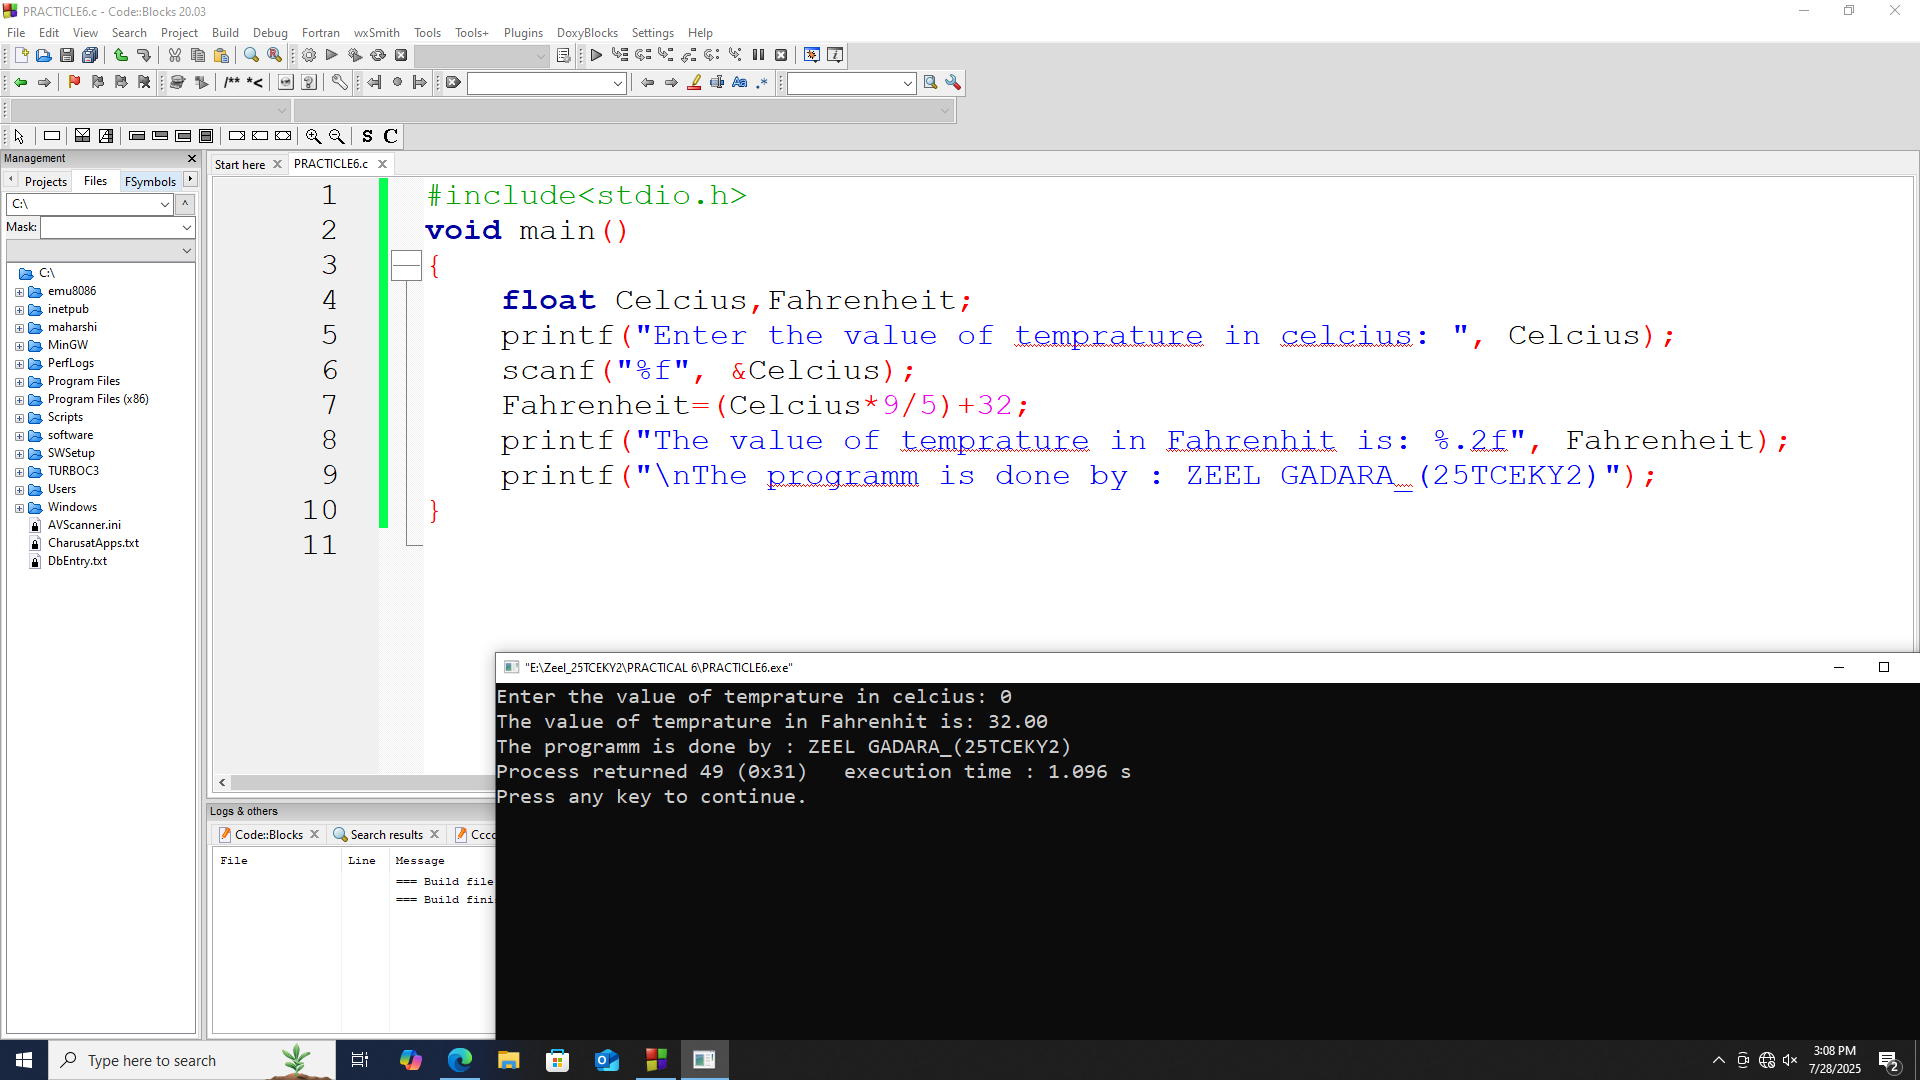 PRACTICLE6.c - Code::Blocks 20.03
File Edit View Search Project Build Debug Fortran wxSmith Tools Tools+ Plugins DoxyBlocks Settings Help
/** *<
S C
Management
Projects Files FSymbols
C:\
Mask:
C:\
emu8086
inetpub
maharshi
MinGW
PerfLogs
Program Files
Program Files (x86)
Scripts
software
SWSetup
TURBOC3
Users
Windows
AVScanner.ini
CharusatApps.txt
DbEntry.txt
Start here PRACTICLE6.c
1 #include<stdio.h>
2 void main()
3 {
4 float Celcius,Fahrenheit;
5 printf("Enter the value of temprature in celcius: ", Celcius);
6 scanf("%f", &Celcius);
7 Fahrenheit=(Celcius*9/5)+32;
8 printf("The value of temprature in Fahrenhit is: %.2f", Fahrenheit);
9 printf("\nThe programm is done by : ZEEL GADARA_(25TCEKY2)");
10 }
11
Logs & others
Code::Blocks Search results Cccc
File Line Message
=== Build file
=== Build fini
"E:\Zeel_25TCEKY2\PRACTICAL 6\PRACTICLE6.exe"
Enter the value of temprature in celcius: 0
The value of temprature in Fahrenhit is: 32.00
The programm is done by : ZEEL GADARA_(25TCEKY2)
Process returned 49 (0x31) execution time : 1.096 s
Press any key to continue.
Type here to search
3:08 PM
7/28/2025
2